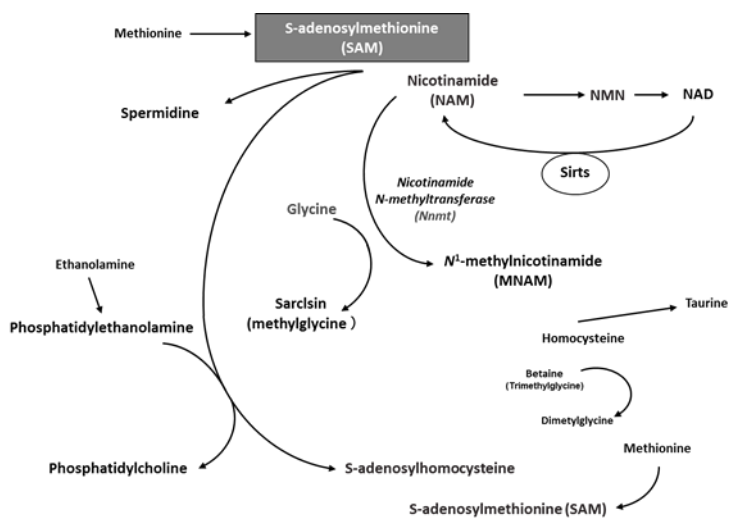 Methionine
S-adenosylmethionine
(SAM)
Nicotinamide
(NAM)
NMN
NAD
Spermidine
Sirts
Nicotinamide
N-methyltransferase
(Nnmt)
Glycine
Ethanolamine
N¹-methylnicotinamide
(MNAM)
Sarclsin
(methylglycine)
Phosphatidylethanolamine
Taurine
Homocysteine
Betaine
(Trimethylglycine)
Dimetylglycine
Methionine
Phosphatidylcholine
S-adenosylhomocysteine
S-adenosylmethionine (SAM)